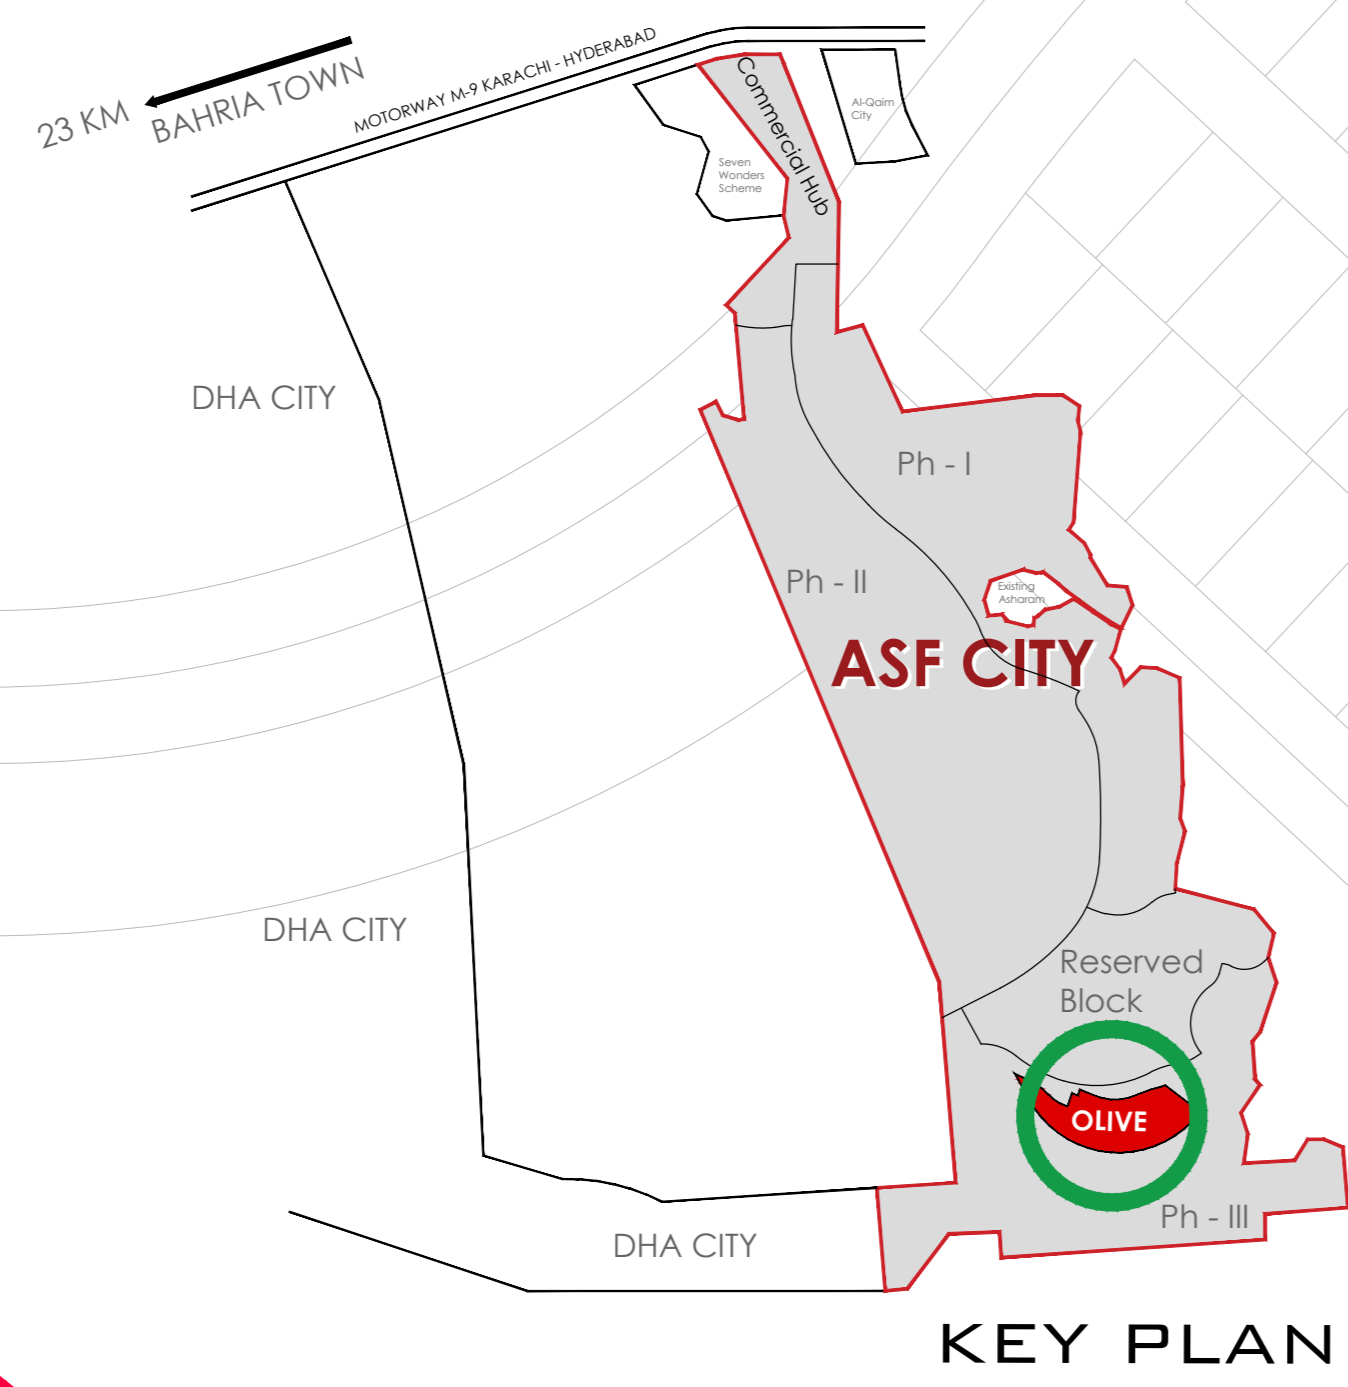 MOTORWAY M-9 KARACHI - HYDERABAD
23 KM
BAHRIA TOWN
Commercial Hub
Al-Qaim
City
Seven
Wonders
Scheme
DHA CITY
Ph - I
Ph - II
Existing
Asharam
ASF CITY
DHA CITY
Reserved
Block
OLIVE
Ph - III
DHA CITY
KEY PLAN